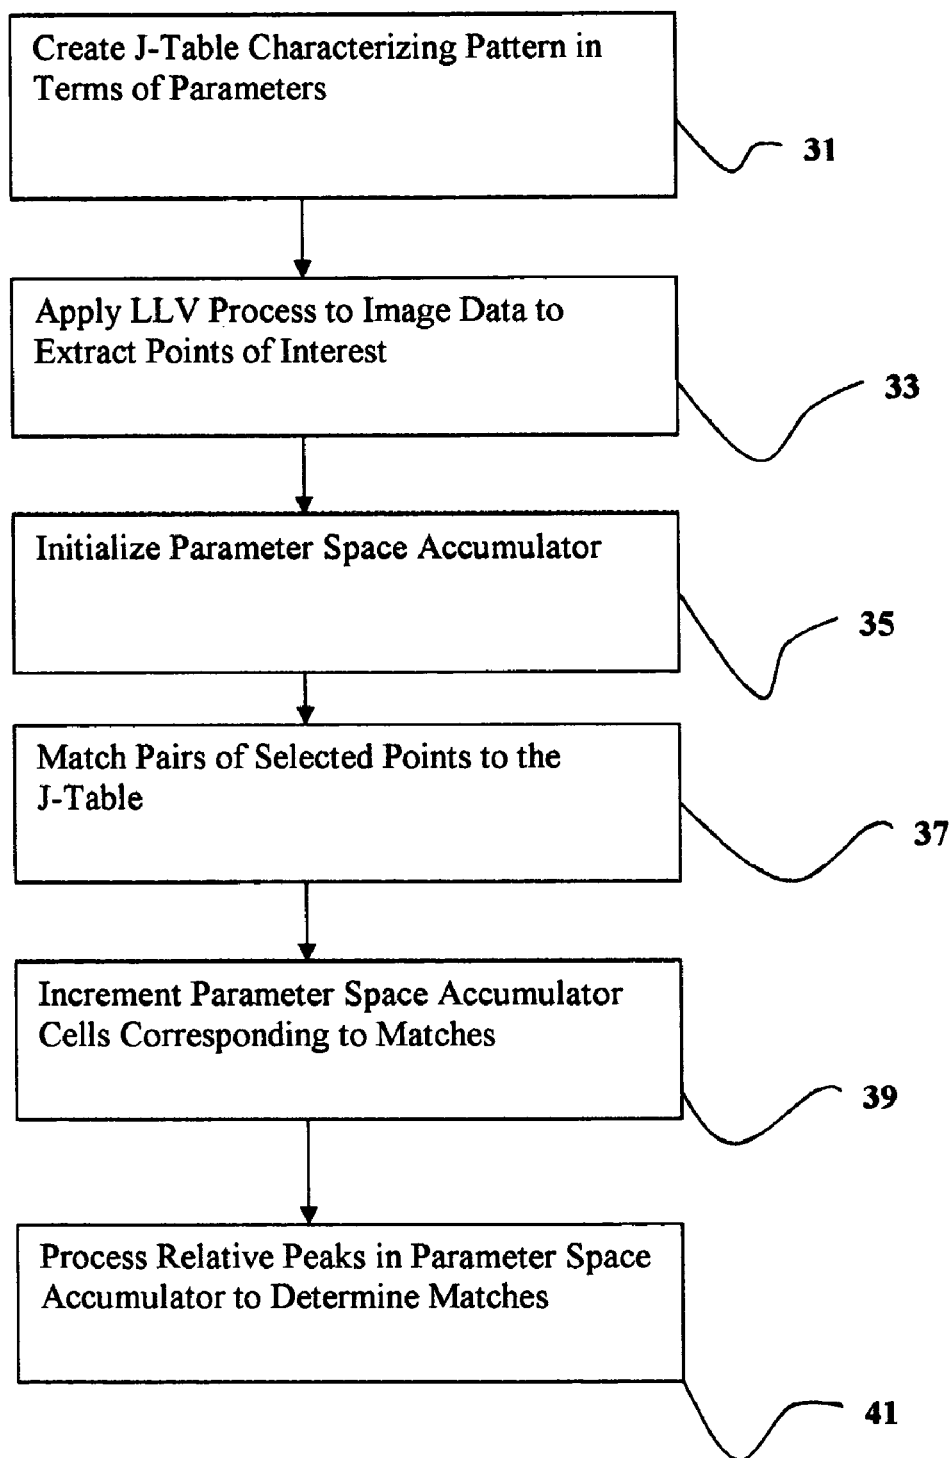 Create J-Table Characterizing Pattern in
Terms of Parameters
31
Apply LLV Process to Image Data to
Extract Points of Interest
33
Initialize Parameter Space Accumulator
35
Match Pairs of Selected Points to the
J-Table
37
Increment Parameter Space Accumulator
Cells Corresponding to Matches
39
Process Relative Peaks in Parameter Space
Accumulator to Determine Matches
41